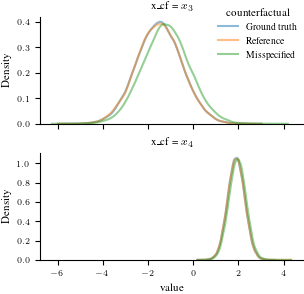 x_cf = x₃
counterfactual
Ground truth
Reference
Misspecified
Density
0.4
0.3
0.2
0.1
0.0
x_cf = x₄
Density
1.0
0.8
0.6
0.4
0.2
0.0
−6 −4 −2 0 2 4
value